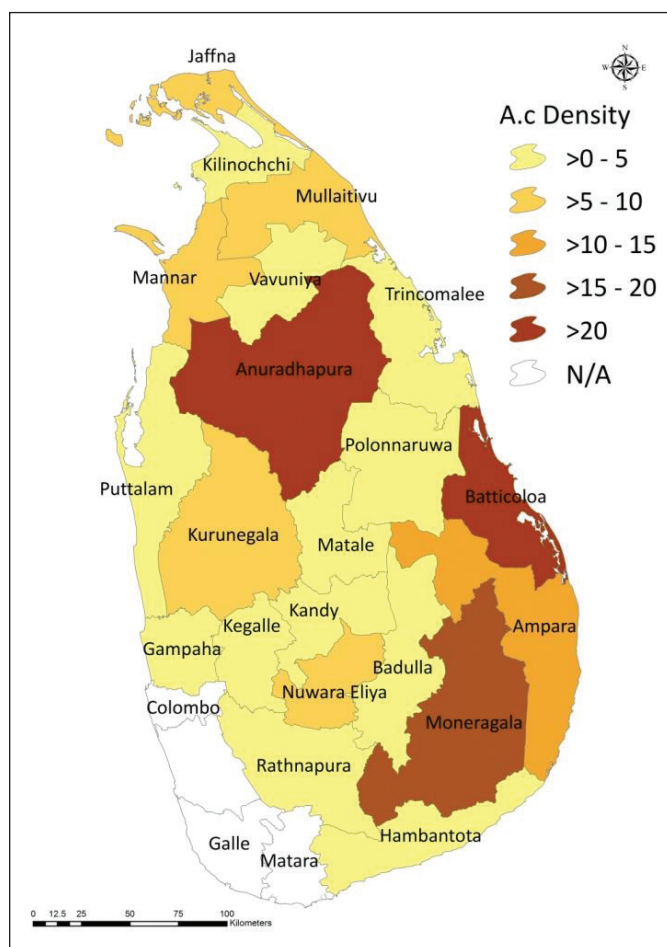 Jaffna
N
W E
S
A.c Density
>0 - 5
>5 - 10
>10 - 15
>15 - 20
>20
N/A
Kilinochchi
Mullaitivu
Mannar
Vavuniya
Trincomalee
Anuradhapura
Polonnaruwa
Puttalam
Batticoloa
Kurunegala
Matale
Kandy
Kegalle
Ampara
Gampaha
Badulla
Nuwara Eliya
Colombo
Moneragala
Rathnapura
Hambantota
Galle
Matara
0 12.5 25 50 75 100
Kilometers